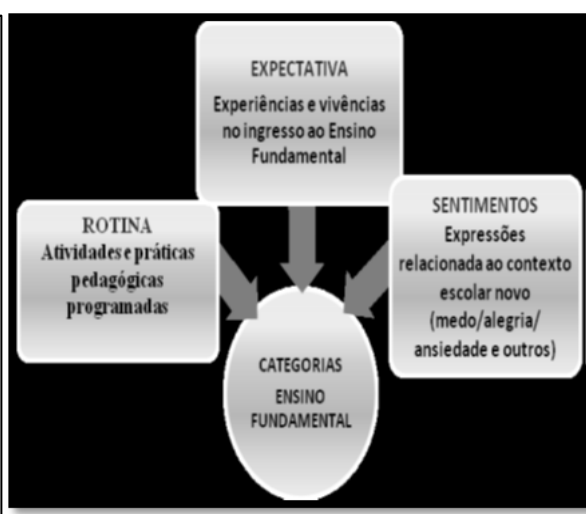 EXPECTATIVA
Experiências e vivências
no ingresso ao Ensino
Fundamental
ROTINA
Atividades e práticas
pedagógicas
programadas
SENTIMENTOS
Expressões
relacionada ao contexto
escolar novo
(medo/alegria/
ansiedade e outros)
CATEGORIAS
ENSINO
FUNDAMENTAL